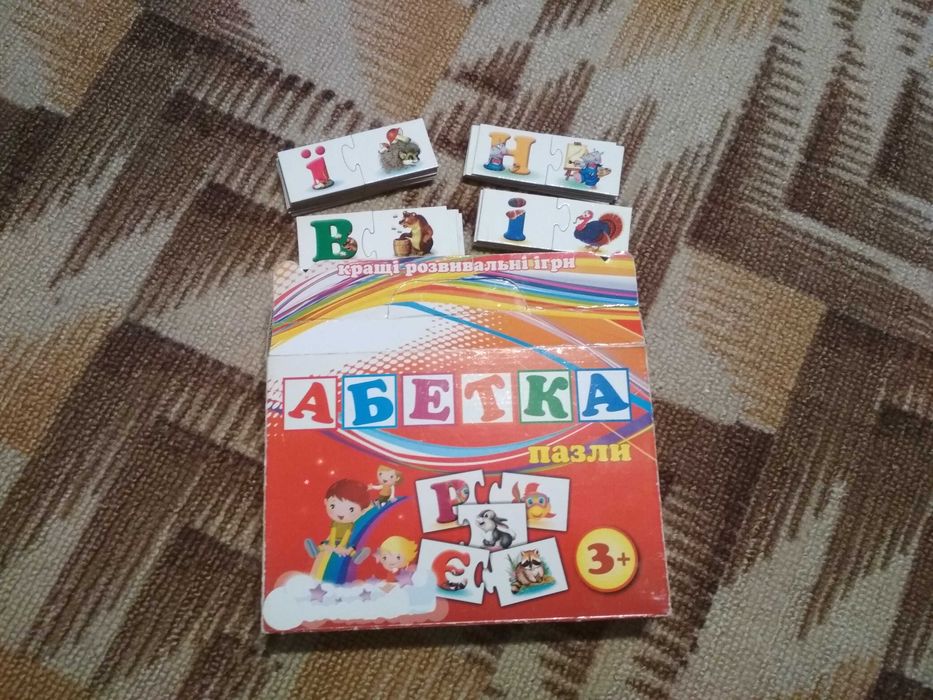 ї
Н
В
і
кращі розвивальні ігри
АБЕТКА
пазли
Р
Є
3+